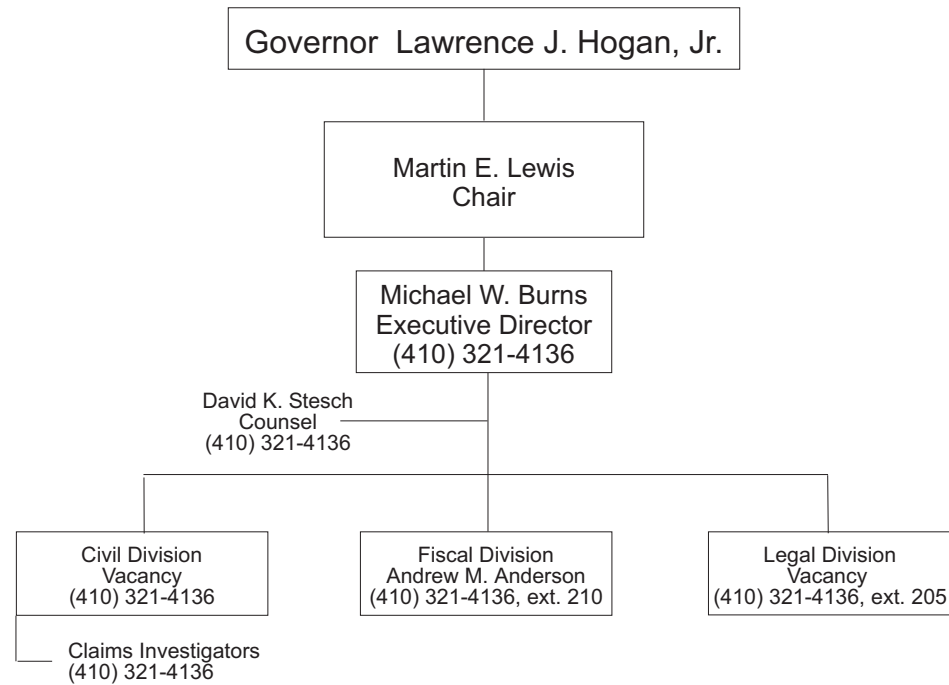 Governor  Lawrence J. Hogan, Jr.
Martin E. Lewis
Chair
Michael W. Burns
Executive Director
(410) 321-4136
David K. Stesch
Counsel
(410) 321-4136
Civil Division
Vacancy
(410) 321-4136
Claims Investigators
(410) 321-4136
Fiscal Division
Andrew M. Anderson
(410) 321-4136, ext. 210
Legal Division
Vacancy
(410) 321-4136, ext. 205